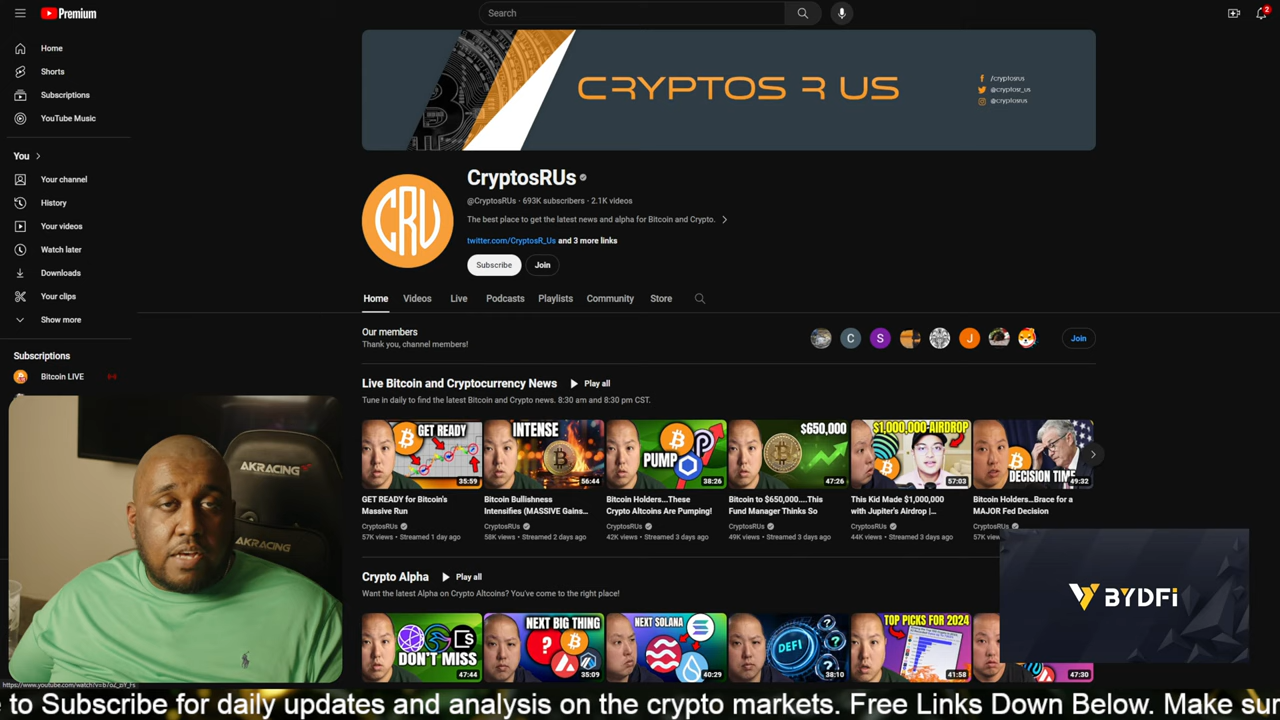 Premium
Search
2
Home
Shorts
Subscriptions
YouTube Music
You
Your channel
History
Your videos
Watch later
Downloads
Your clips
Show more
Subscriptions
Bitcoin LIVE
CRYPTOS R US
/cryptosrus
@cryptosr_us
@cryptosrus
CRU
CryptosRUs
@CryptosRUs · 693K subscribers · 2.1K videos
The best place to get the latest news and alpha for Bitcoin and Crypto.
twitter.com/CryptosR_Us and 3 more links
Subscribe
Join
Home
Videos
Live
Podcasts
Playlists
Community
Store
Our members
Thank you, channel members!
C
S
J
Join
Live Bitcoin and Cryptocurrency News
Play all
Tune in daily to find the latest Bitcoin and Crypto news. 8:30 am and 8:30 pm CST.
GET READY
35:59
INTENSE
56:44
PUMP
38:26
$650,000
47:26
$1,000,000
AIRDROP
57:03
DECISION TIME
49:32
GET READY for Bitcoin's
Massive Run
CryptosRUs
57K views · Streamed 1 day ago
Bitcoin Bullishness
Intensifies (MASSIVE Gains...
CryptosRUs
58K views · Streamed 2 days ago
Bitcoin Holders...These
Crypto Altcoins Are Pumping!
CryptosRUs
42K views · Streamed 3 days ago
Bitcoin to $650,000....This
Fund Manager Thinks So
CryptosRUs
49K views · Streamed 3 days ago
This Kid Made $1,000,000
with Jupiter's Airdrop |...
CryptosRUs
44K views · Streamed 3 days ago
Bitcoin Holders...Brace for a
MAJOR Fed Decision
CryptosRUs
57K
Crypto Alpha
Play all
Want the latest Alpha on Crypto Altcoins? You've come to the right place!
DON'T MISS
47:44
NEXT BIG THING
35:09
NEXT SOLANA
40:29
DEFI
38:10
TOP PICKS FOR 2024
41:58
47:30
AKRACING
AKRACING
BYDFi
to Subscribe for daily updates and analysis on the crypto markets. Free Links Down Below. Make sur